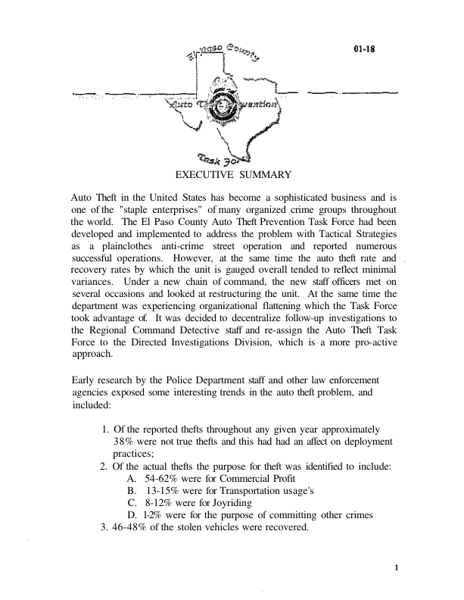 El paso County
01-18
Auto Theft Prevention
Task Force
EXECUTIVE SUMMARY
Auto Theft in the United States has become a sophisticated business and is
one of the "staple enterprises" of many organized crime groups throughout
the world. The El Paso County Auto Theft Prevention Task Force had been
developed and implemented to address the problem with Tactical Strategies
as a plainclothes anti-crime street operation and reported numerous
successful operations. However, at the same time the auto theft rate and
recovery rates by which the unit is gauged overall tended to reflect minimal
variances. Under a new chain of command, the new staff officers met on
several occasions and looked at restructuring the unit. At the same time the
department was experiencing organizational flattening which the Task Force
took advantage of. It was decided to decentralize follow-up investigations to
the Regional Command Detective staff and re-assign the Auto Theft Task
Force to the Directed Investigations Division, which is a more pro-active
approach.
Early research by the Police Department staff and other law enforcement
agencies exposed some interesting trends in the auto theft problem, and
included:
1. Of the reported thefts throughout any given year approximately
38% were not true thefts and this had had an affect on deployment
practices;
2. Of the actual thefts the purpose for theft was identified to include:
A. 54-62% were for Commercial Profit
B. 13-15% were for Transportation usage's
C. 8-12% were for Joyriding
D. 1-2% were for the purpose of committing other crimes
3. 46-48% of the stolen vehicles were recovered.
1